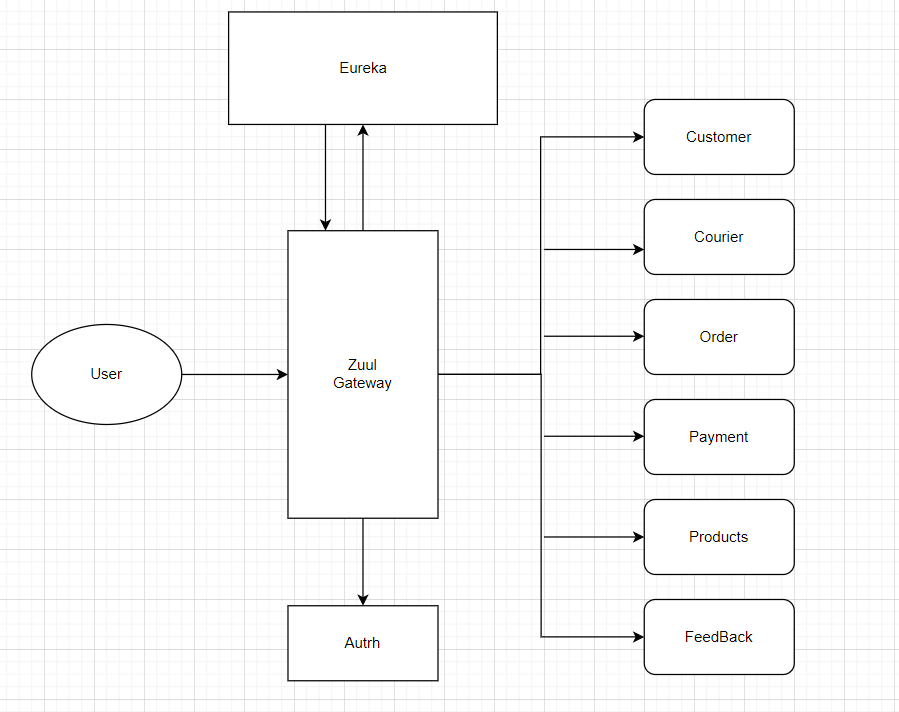 Eureka
Customer
Courier
Order
Zuul
Gateway
User
Payment
Products
FeedBack
Autrh